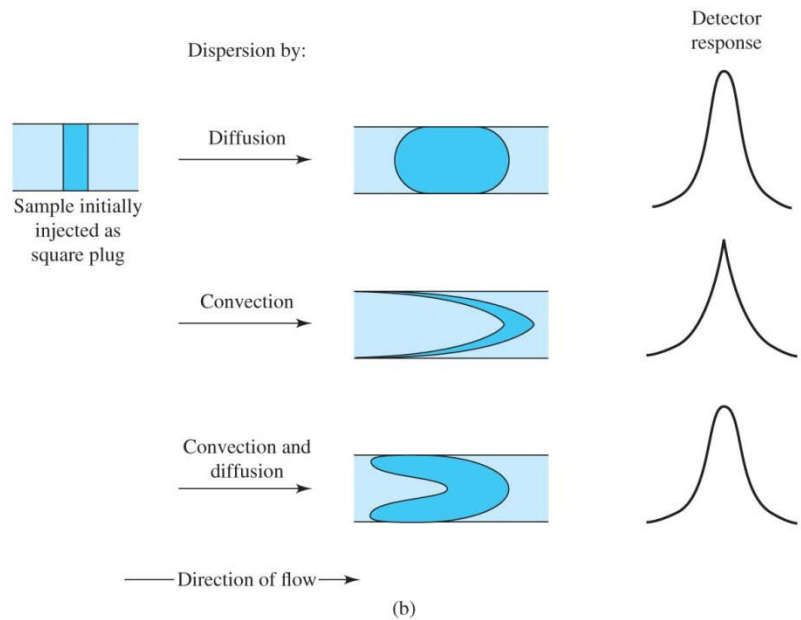 Detector
response
Dispersion by:
Diffusion
Sample initially
injected as
square plug
Convection
Convection and
diffusion
Direction of flow
(b)